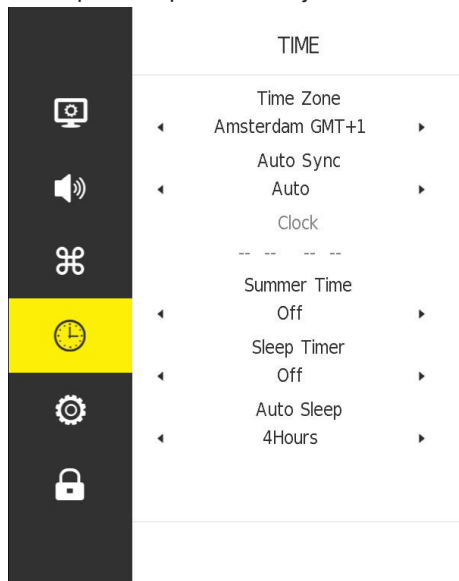 TIME
Time Zone
Amsterdam GMT+1
Auto Sync
Auto
Clock
-- -- -- --
Summer Time
Off
Sleep Timer
Off
Auto Sleep
4Hours